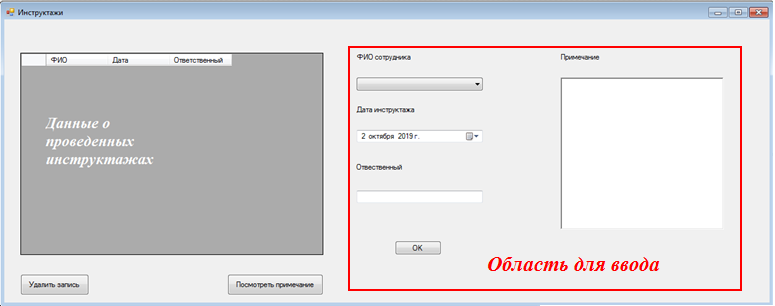 Инструктажи
ФИО Дата Ответственный
Данные о
проведенных
инструктажах
Удалить запись
Посмотреть примечание
ФИО сотрудника
Дата инструктажа
2 октября 2019 г.
Отвественный
OK
Примечание
Область для ввода